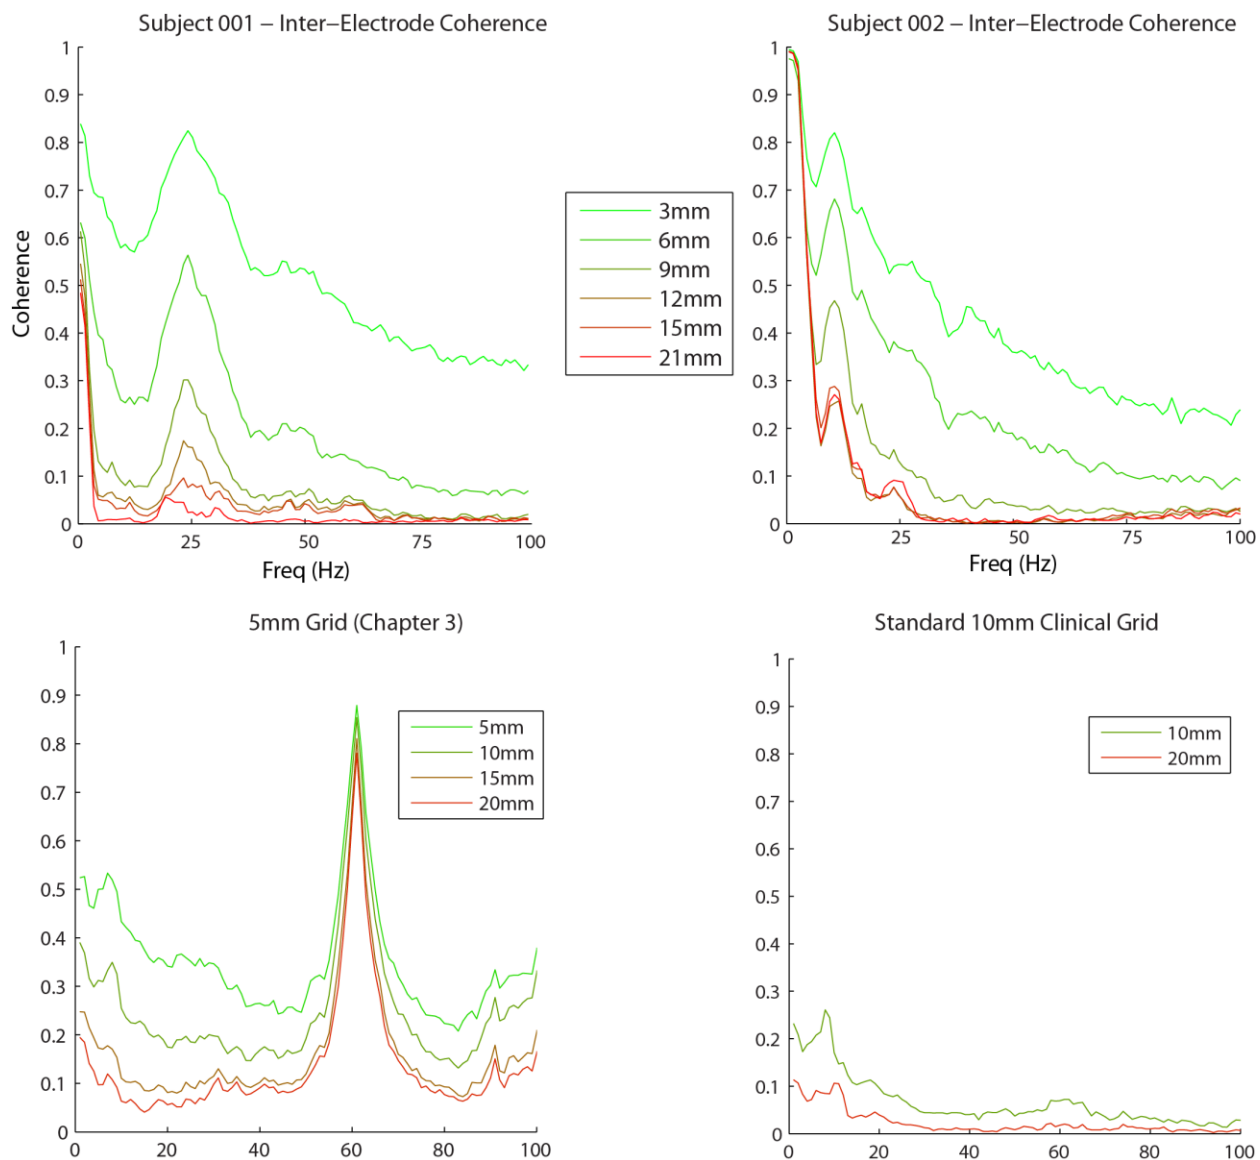 Subject 001 – Inter–Electrode Coherence
1
0.9
0.8
0.7
0.6
0.5
0.4
0.3
0.2
0.1
0
Coherence
0 25 50 75 100
Freq (Hz)
3mm
6mm
9mm
12mm
15mm
21mm
Subject 002 – Inter–Electrode Coherence
1
0.9
0.8
0.7
0.6
0.5
0.4
0.3
0.2
0.1
0
0 25 50 75 100
Freq (Hz)
5mm Grid (Chapter 3)
1
0.9
0.8
0.7
0.6
0.5
0.4
0.3
0.2
0.1
0
0 20 40 60 80 100
5mm
10mm
15mm
20mm
Standard 10mm Clinical Grid
1
0.9
0.8
0.7
0.6
0.5
0.4
0.3
0.2
0.1
0
0 20 40 60 80 100
10mm
20mm